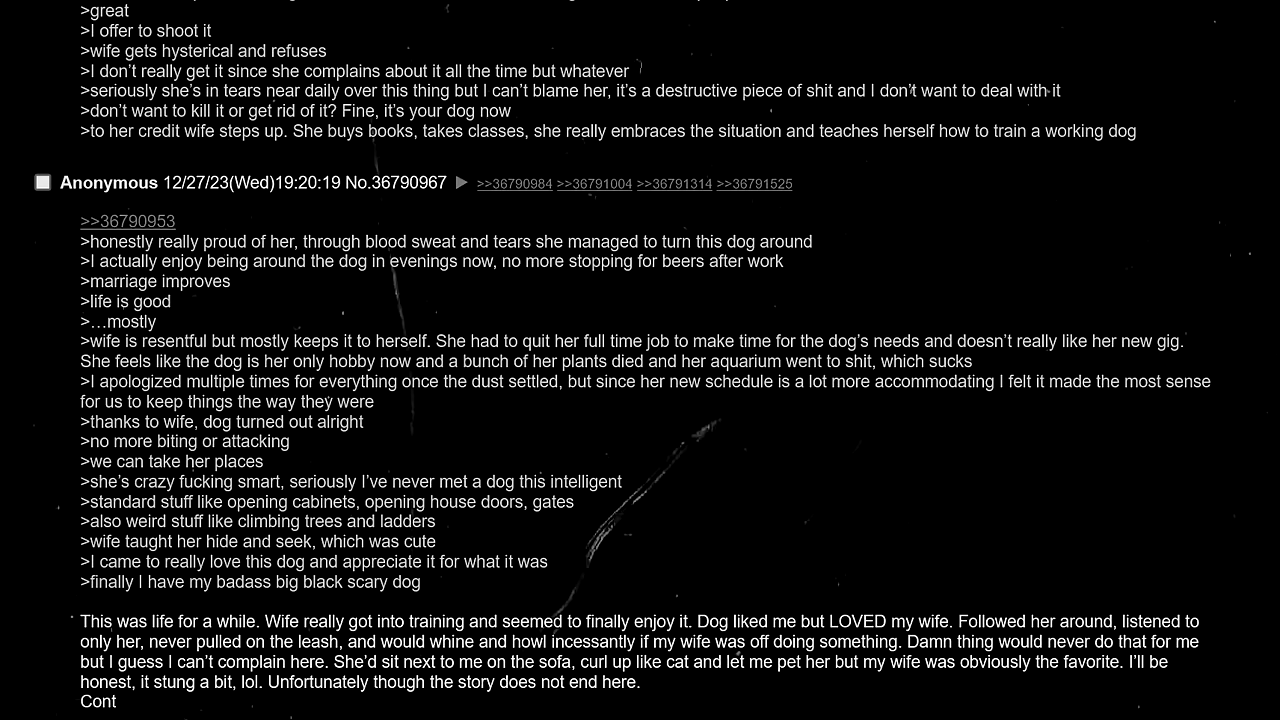 >great
>I offer to shoot it
>wife gets hysterical and refuses
>I don’t really get it since she complains about it all the time but whatever
>seriously she’s in tears near daily over this thing but I can’t blame her, it’s a destructive piece of shit and I don’t want to deal with it
>don’t want to kill it or get rid of it? Fine, it’s your dog now
>to her credit wife steps up. She buys books, takes classes, she really embraces the situation and teaches herself how to train a working dog
Anonymous 12/27/23(Wed)19:20:19 No.36790967 ▶ >>36790984 >>36791004 >>36791314 >>36791525
>>36790953
>honestly really proud of her, through blood sweat and tears she managed to turn this dog around
>I actually enjoy being around the dog in evenings now, no more stopping for beers after work
>marriage improves
>life is good
>…mostly
>wife is resentful but mostly keeps it to herself. She had to quit her full time job to make time for the dog’s needs and doesn’t really like her new gig.
She feels like the dog is her only hobby now and a bunch of her plants died and her aquarium went to shit, which sucks
>I apologized multiple times for everything once the dust settled, but since her new schedule is a lot more accommodating I felt it made the most sense
for us to keep things the way they were
>thanks to wife, dog turned out alright
>no more biting or attacking
>we can take her places
>she’s crazy fucking smart, seriously I’ve never met a dog this intelligent
>standard stuff like opening cabinets, opening house doors, gates
>also weird stuff like climbing trees and ladders
>wife taught her hide and seek, which was cute
>I came to really love this dog and appreciate it for what it was
>finally I have my badass big black scary dog
This was life for a while. Wife really got into training and seemed to finally enjoy it. Dog liked me but LOVED my wife. Followed her around, listened to
only her, never pulled on the leash, and would whine and howl incessantly if my wife was off doing something. Damn thing would never do that for me
but I guess I can’t complain here. She’d sit next to me on the sofa, curl up like cat and let me pet her but my wife was obviously the favorite. I’ll be
honest, it stung a bit, lol. Unfortunately though the story does not end here.
Cont